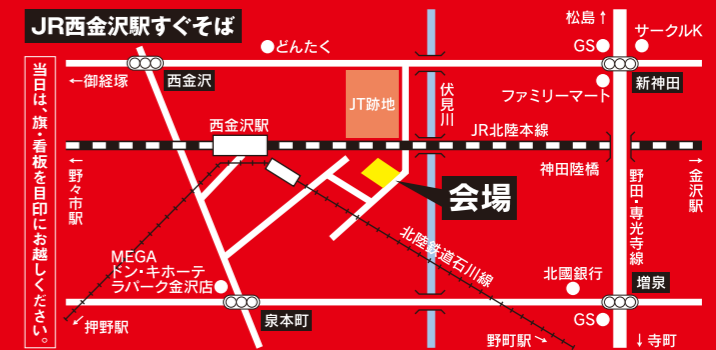 JR西金沢駅すぐそば
当日は、旗・看板を目印にお越しください。
松島↑
サークルK
どんたく
GS
←御経塚
西金沢
新神田
ファミリーマート
JT跡地
伏見川
西金沢駅
JR北陸本線
←野々市駅
神田陸橋
→金沢駅
野田・専光寺線
会場
北陸鉄道石川線
MEGA
ドン・キホーテ
ラパーク金沢店
北國銀行
増泉
泉本町
GS
↙押野駅
野町駅→
↓寺町